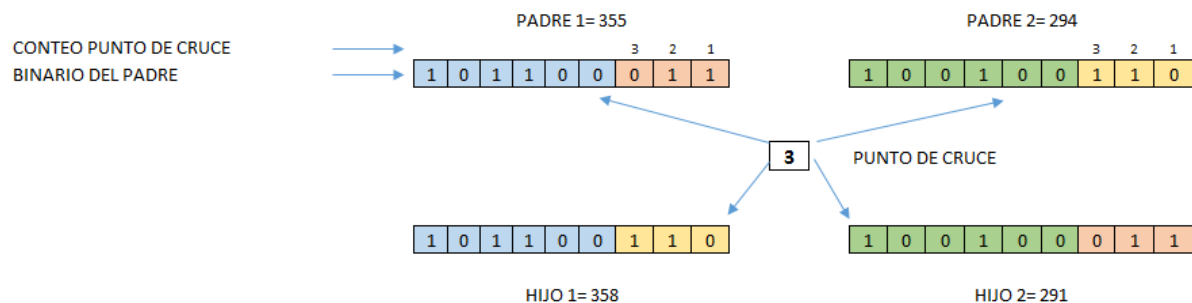 PADRE 1= 355 PADRE 2= 294
CONTEO PUNTO DE CRUCE 3 2 1 3 2 1
BINARIO DEL PADRE 1 0 1 1 0 0 0 1 1 1 0 0 1 0 0 1 1 0
3 PUNTO DE CRUCE
1 0 1 1 0 0 1 1 0 1 0 0 1 0 0 0 1 1
HIJO 1= 358 HIJO 2= 291